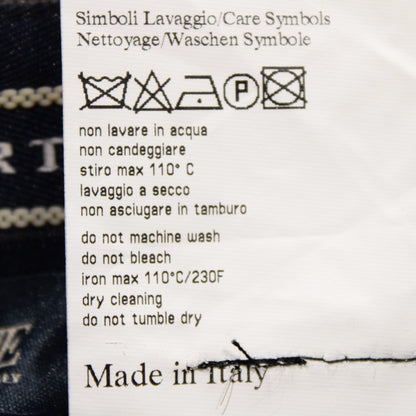 Simboli Lavaggio/Care Symbols
Nettoyage/Waschen Symbole
P
non lavare in acqua
non candeggiare
stiro max 110° C
lavaggio a secco
non asciugare in tamburo
do not machine wash
do not bleach
iron max 110°C/230F
dry cleaning
do not tumble dry
Made in Italy